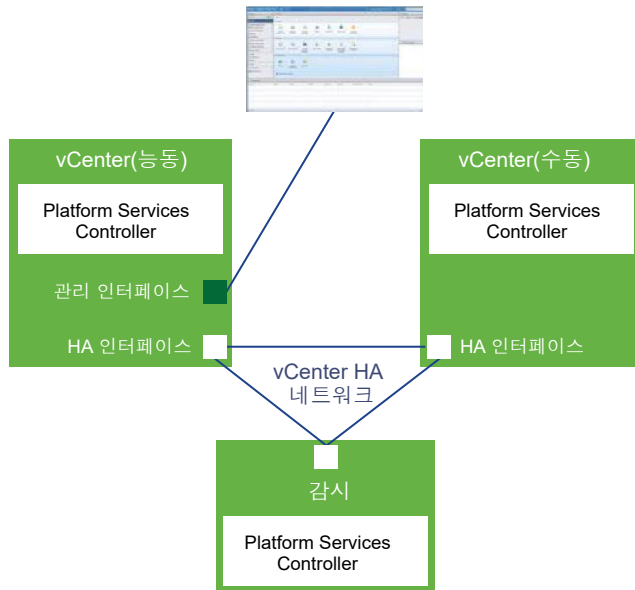 vCenter(능동)
Platform Services
Controller
관리 인터페이스
HA 인터페이스
vCenter(수동)
Platform Services
Controller
HA 인터페이스
vCenter HA
네트워크
감시
Platform Services
Controller